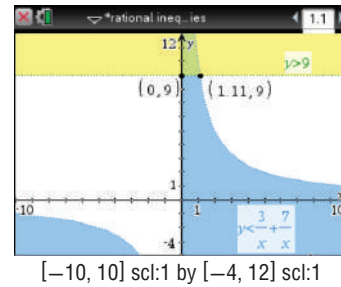 *rational ineq...ies
1.1
12 y
y>9
(0,9) (1.11,9)
1
-10 1 10
y<3/x+7/x
-4
[–10, 10] scl:1 by [–4, 12] scl:1